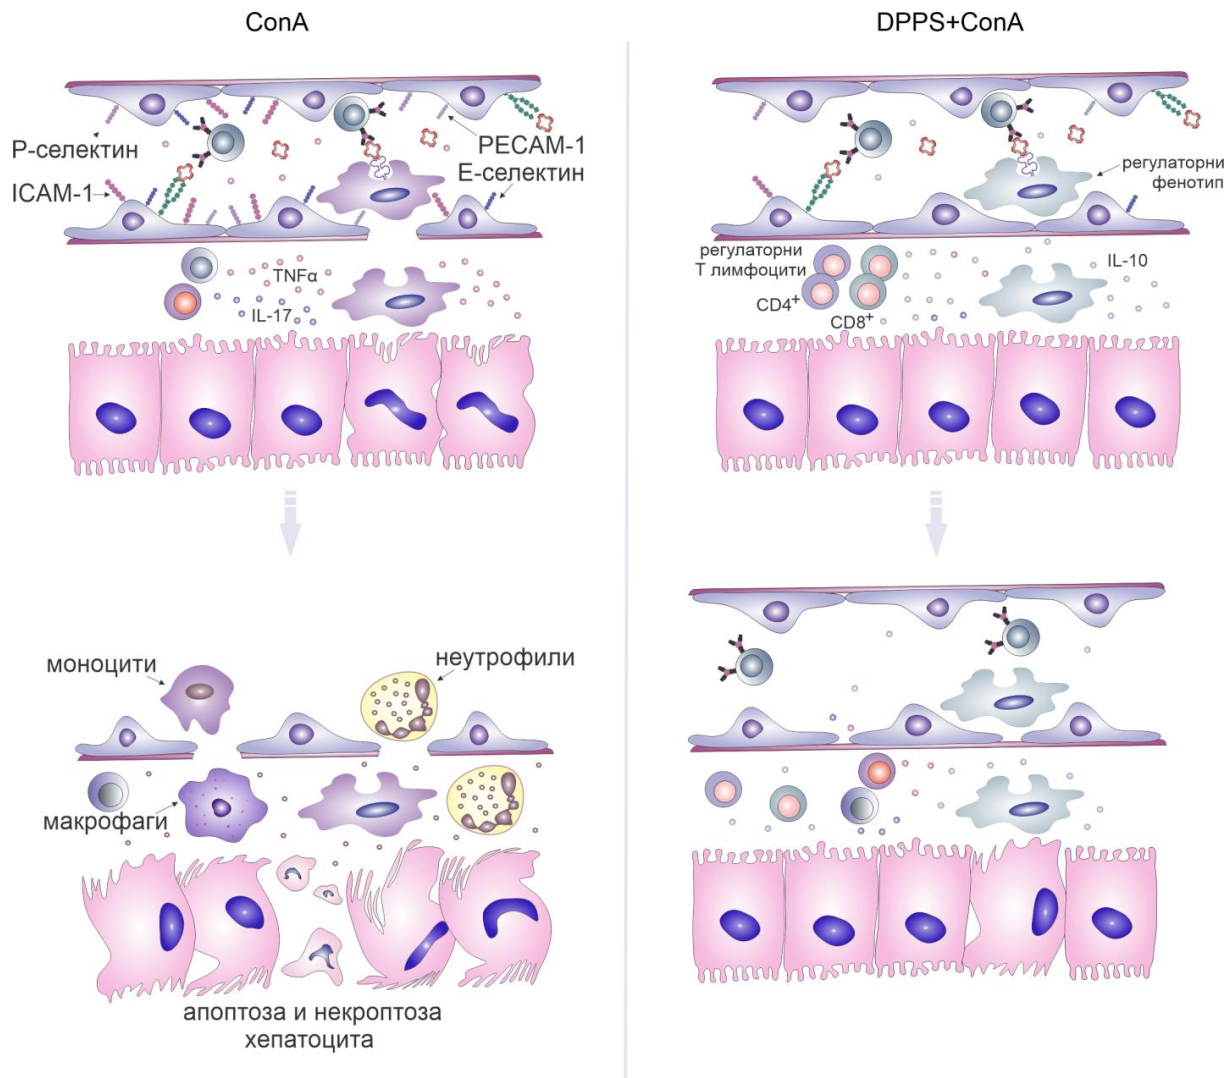 ConA
DPPS+ConA
P-селектин
ICAM-1
PECAM-1
E-селектин
TNFα
IL-17
регулаторни
фенотип
регулаторни
Т лимфоцити
CD4+
CD8+
IL-10
моноцити
неутрофили
макрофаги
апоптоза и некроптоза
хепатоцита